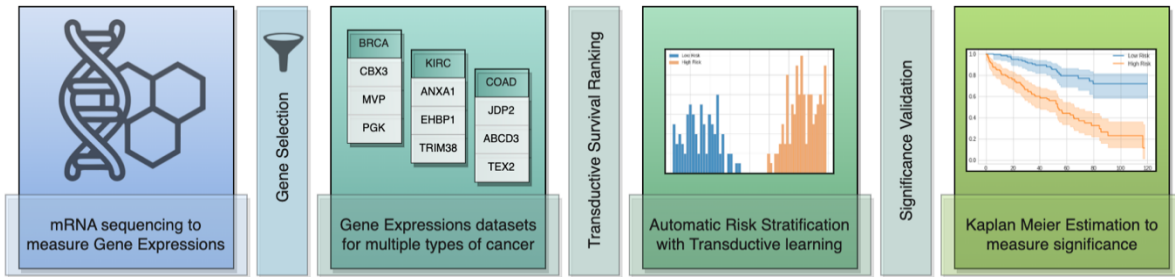 mRNA sequencing to
measure Gene Expressions
Gene Selection
BRCA
CBX3
MVP
PGK
KIRC
ANXA1
EHBP1
TRIM38
COAD
JDP2
ABCD3
TEX2
Gene Expressions datasets
for multiple types of cancer
Transductive Survival Ranking
Low Risk
High Risk
Automatic Risk Stratification
with Transductive learning
Significance Validation
Low Risk
High Risk
1.0
0.8
0.6
0.4
0.2
0.0
0 20 40 60 80 100 120
Kaplan Meier Estimation to
measure significance